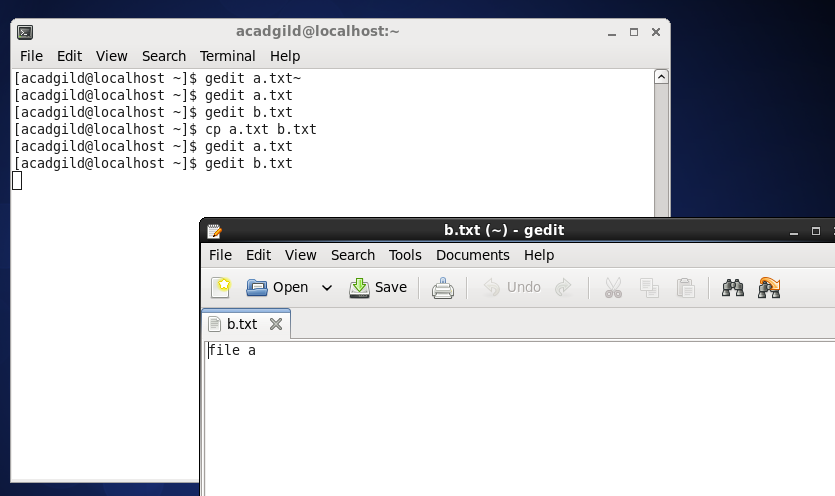 acadgild@localhost:~
File Edit View Search Terminal Help
[acadgild@localhost ~]$ gedit a.txt~
[acadgild@localhost ~]$ gedit a.txt
[acadgild@localhost ~]$ gedit b.txt
[acadgild@localhost ~]$ cp a.txt b.txt
[acadgild@localhost ~]$ gedit a.txt
[acadgild@localhost ~]$ gedit b.txt
b.txt (~) - gedit
File Edit View Search Tools Documents Help
Open Save Undo
b.txt
file a